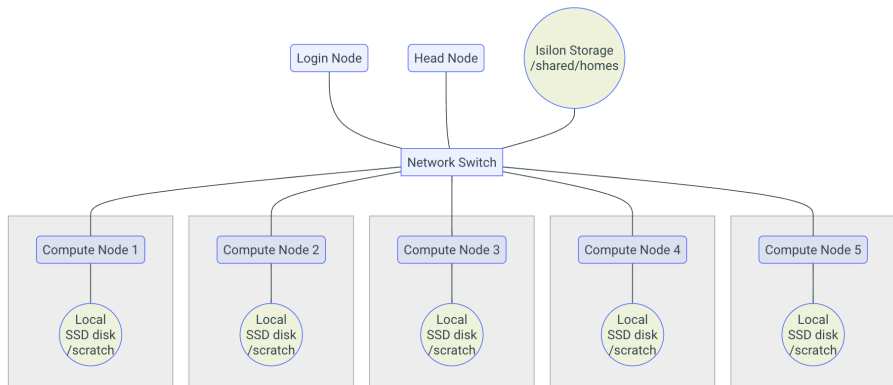 Login Node
Head Node
Isilon Storage
/shared/homes
Network Switch
Compute Node 1
Compute Node 2
Compute Node 3
Compute Node 4
Compute Node 5
Local
SSD disk
/scratch
Local
SSD disk
/scratch
Local
SSD disk
/scratch
Local
SSD disk
/scratch
Local
SSD disk
/scratch